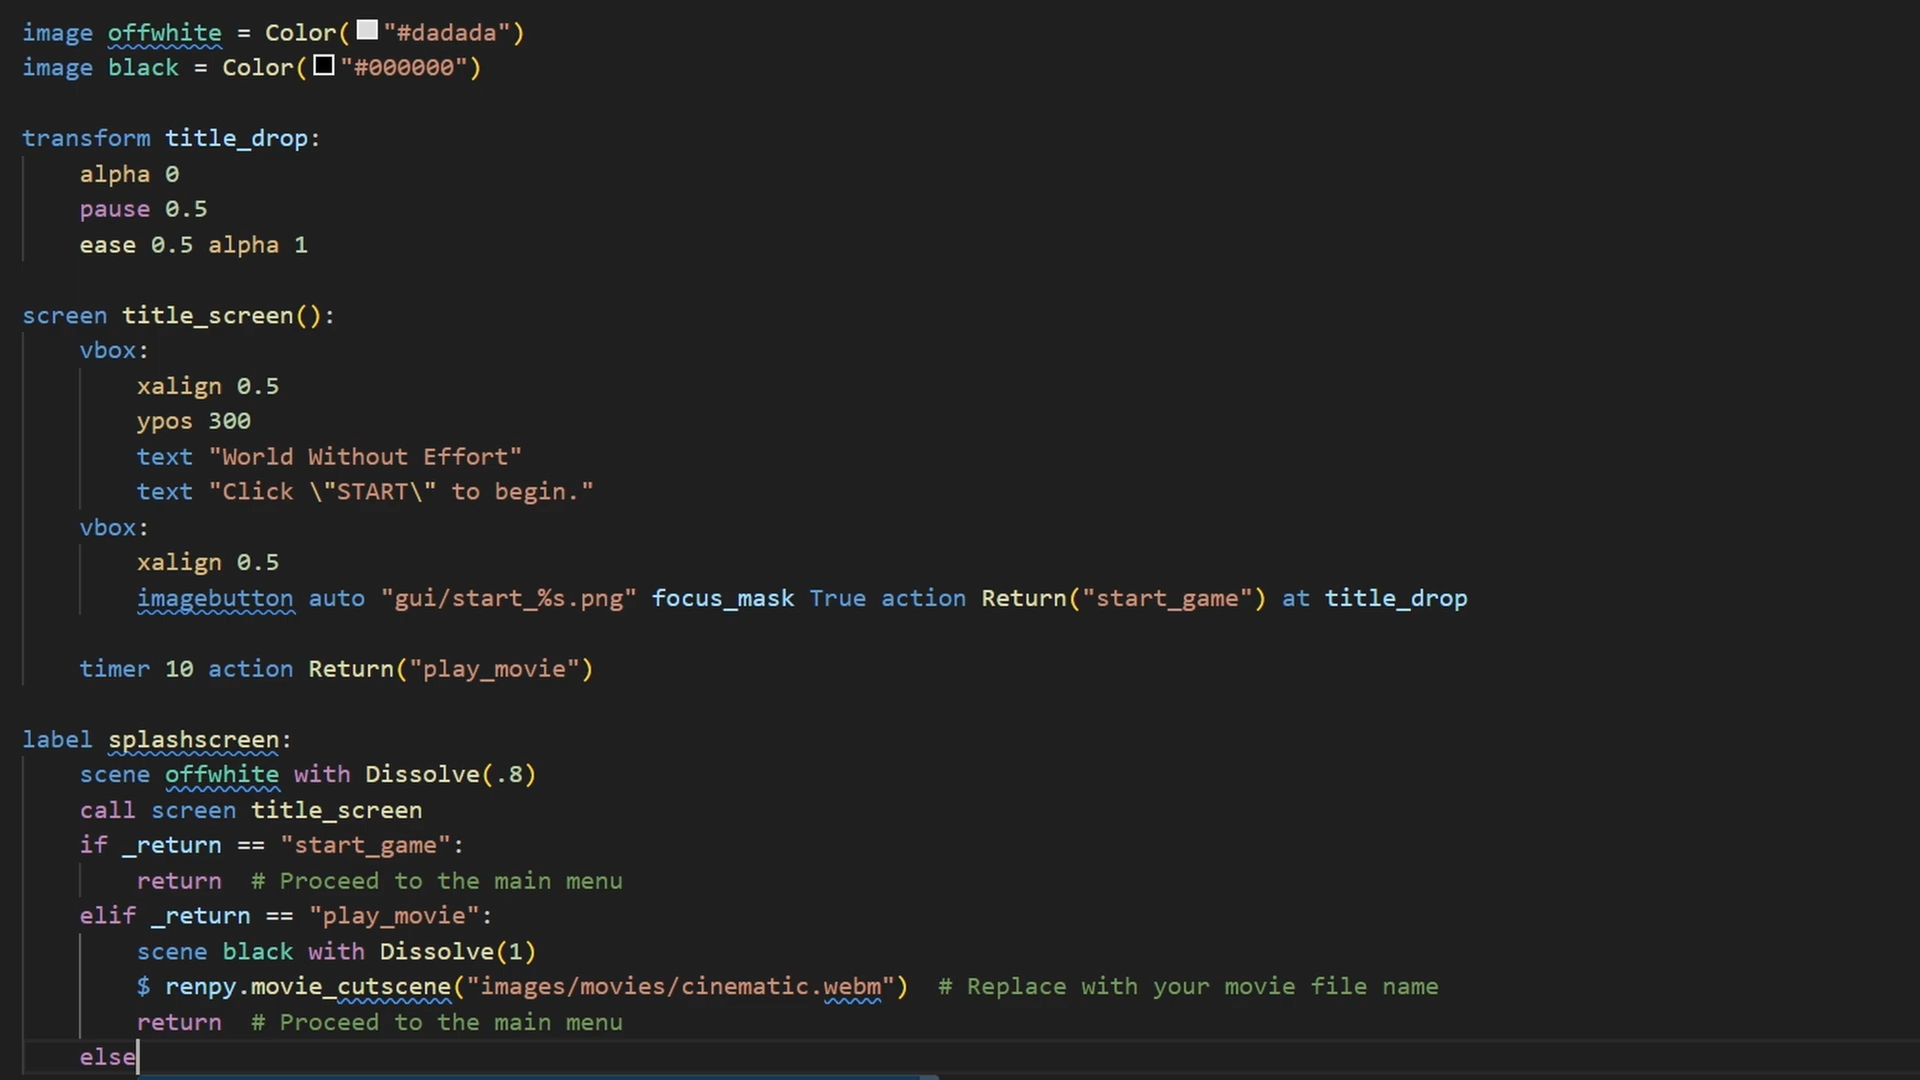 image offwhite = Color("#dadada")
image black = Color("#000000")
transform title_drop:
alpha 0
pause 0.5
ease 0.5 alpha 1
screen title_screen():
vbox:
xalign 0.5
ypos 300
text "World Without Effort"
text "Click \"START\" to begin."
vbox:
xalign 0.5
imagebutton auto "gui/start_%s.png" focus_mask True action Return("start_game") at title_drop
timer 10 action Return("play_movie")
label splashscreen:
scene offwhite with Dissolve(.8)
call screen title_screen
if _return == "start_game":
return  # Proceed to the main menu
elif _return == "play_movie":
scene black with Dissolve(1)
$ renpy.movie_cutscene("images/movies/cinematic.webm")  # Replace with your movie file name
return  # Proceed to the main menu
else